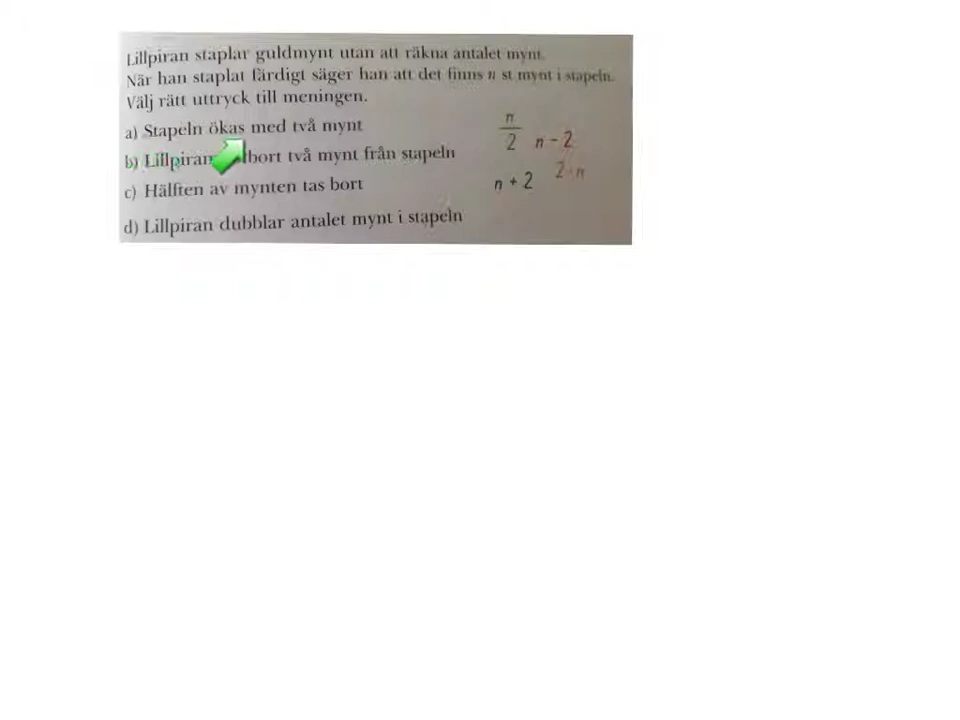 Lillpiran staplar guldmynt utan att räkna antalet mynt.
När han staplat färdigt säger han att det finns n st mynt i stapeln.
Välj rätt uttryck till meningen.
a) Stapeln ökas med två mynt
b) Lillpiran bort två mynt från stapeln
c) Hälften av mynten tas bort
d) Lillpiran dubblar antalet mynt i stapeln
n
2
n - 2
n + 2
2 · n